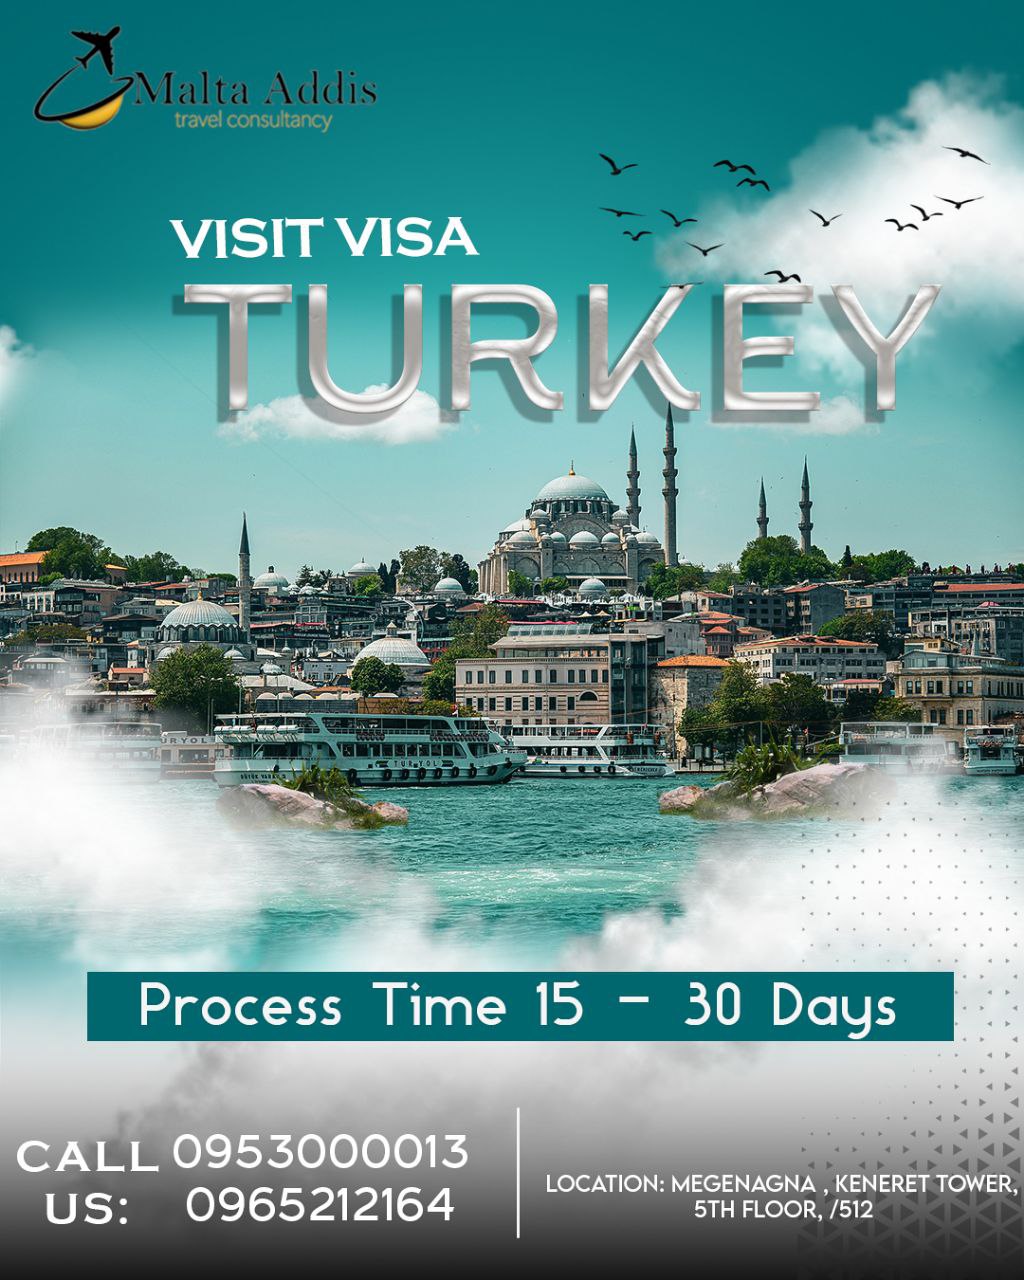 Malta Addis
travel consultancy
VISIT VISA
TURKEY
TURYOL
Process Time 15 - 30 Days
CALL US:
0953000013
0965212164
LOCATION: MEGENAGNA , KENERET TOWER,
5TH FLOOR, /512